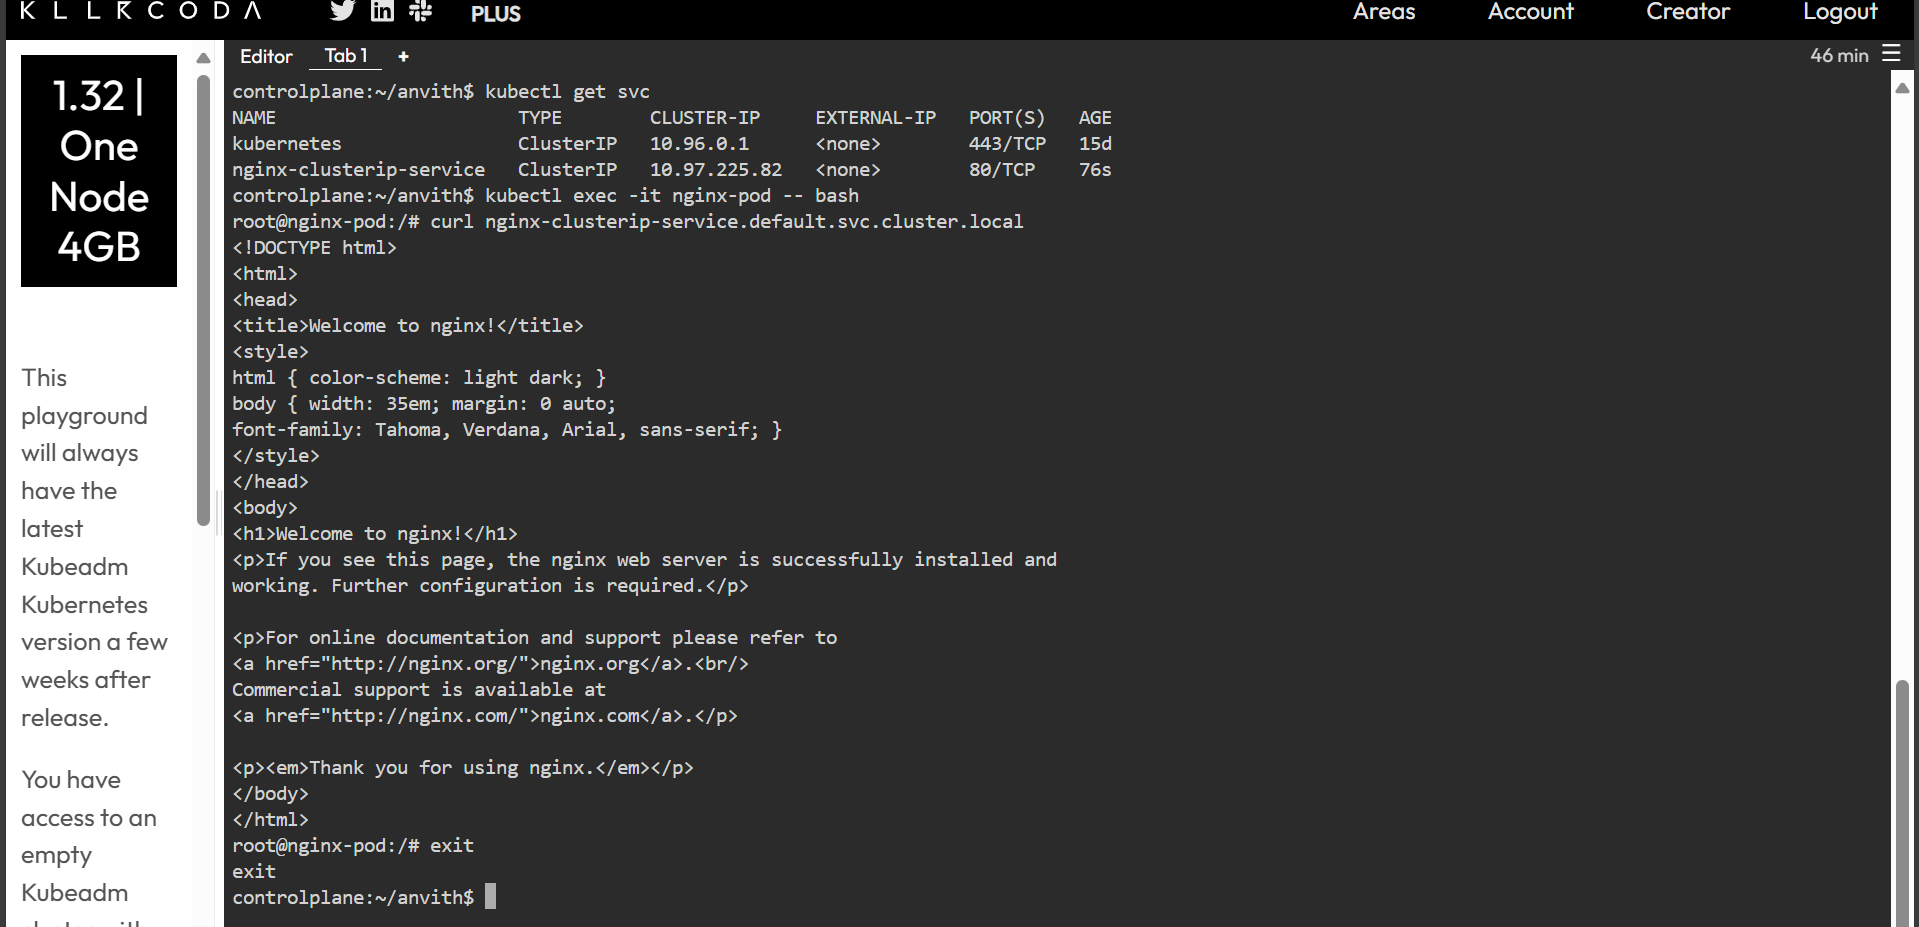 KLLRCODA
PLUS
Areas
Account
Creator
Logout
1.32 |
One
Node
4GB
This
playground
will always
have the
latest
Kubeadm
Kubernetes
version a few
weeks after
release.
You have
access to an
empty
Kubeadm
Editor Tab 1 +
46 min
controlplane:~/anvith$ kubectl get svc
NAME TYPE CLUSTER-IP EXTERNAL-IP PORT(S) AGE
kubernetes ClusterIP 10.96.0.1 <none> 443/TCP 15d
nginx-clusterip-service ClusterIP 10.97.225.82 <none> 80/TCP 76s
controlplane:~/anvith$ kubectl exec -it nginx-pod -- bash
root@nginx-pod:/# curl nginx-clusterip-service.default.svc.cluster.local
<!DOCTYPE html>
<html>
<head>
<title>Welcome to nginx!</title>
<style>
html { color-scheme: light dark; }
body { width: 35em; margin: 0 auto;
font-family: Tahoma, Verdana, Arial, sans-serif; }
</style>
</head>
<body>
<h1>Welcome to nginx!</h1>
<p>If you see this page, the nginx web server is successfully installed and
working. Further configuration is required.</p>
<p>For online documentation and support please refer to
<a href="http://nginx.org/">nginx.org</a>.<br/>
Commercial support is available at
<a href="http://nginx.com/">nginx.com</a>.</p>
<p><em>Thank you for using nginx.</em></p>
</body>
</html>
root@nginx-pod:/# exit
exit
controlplane:~/anvith$